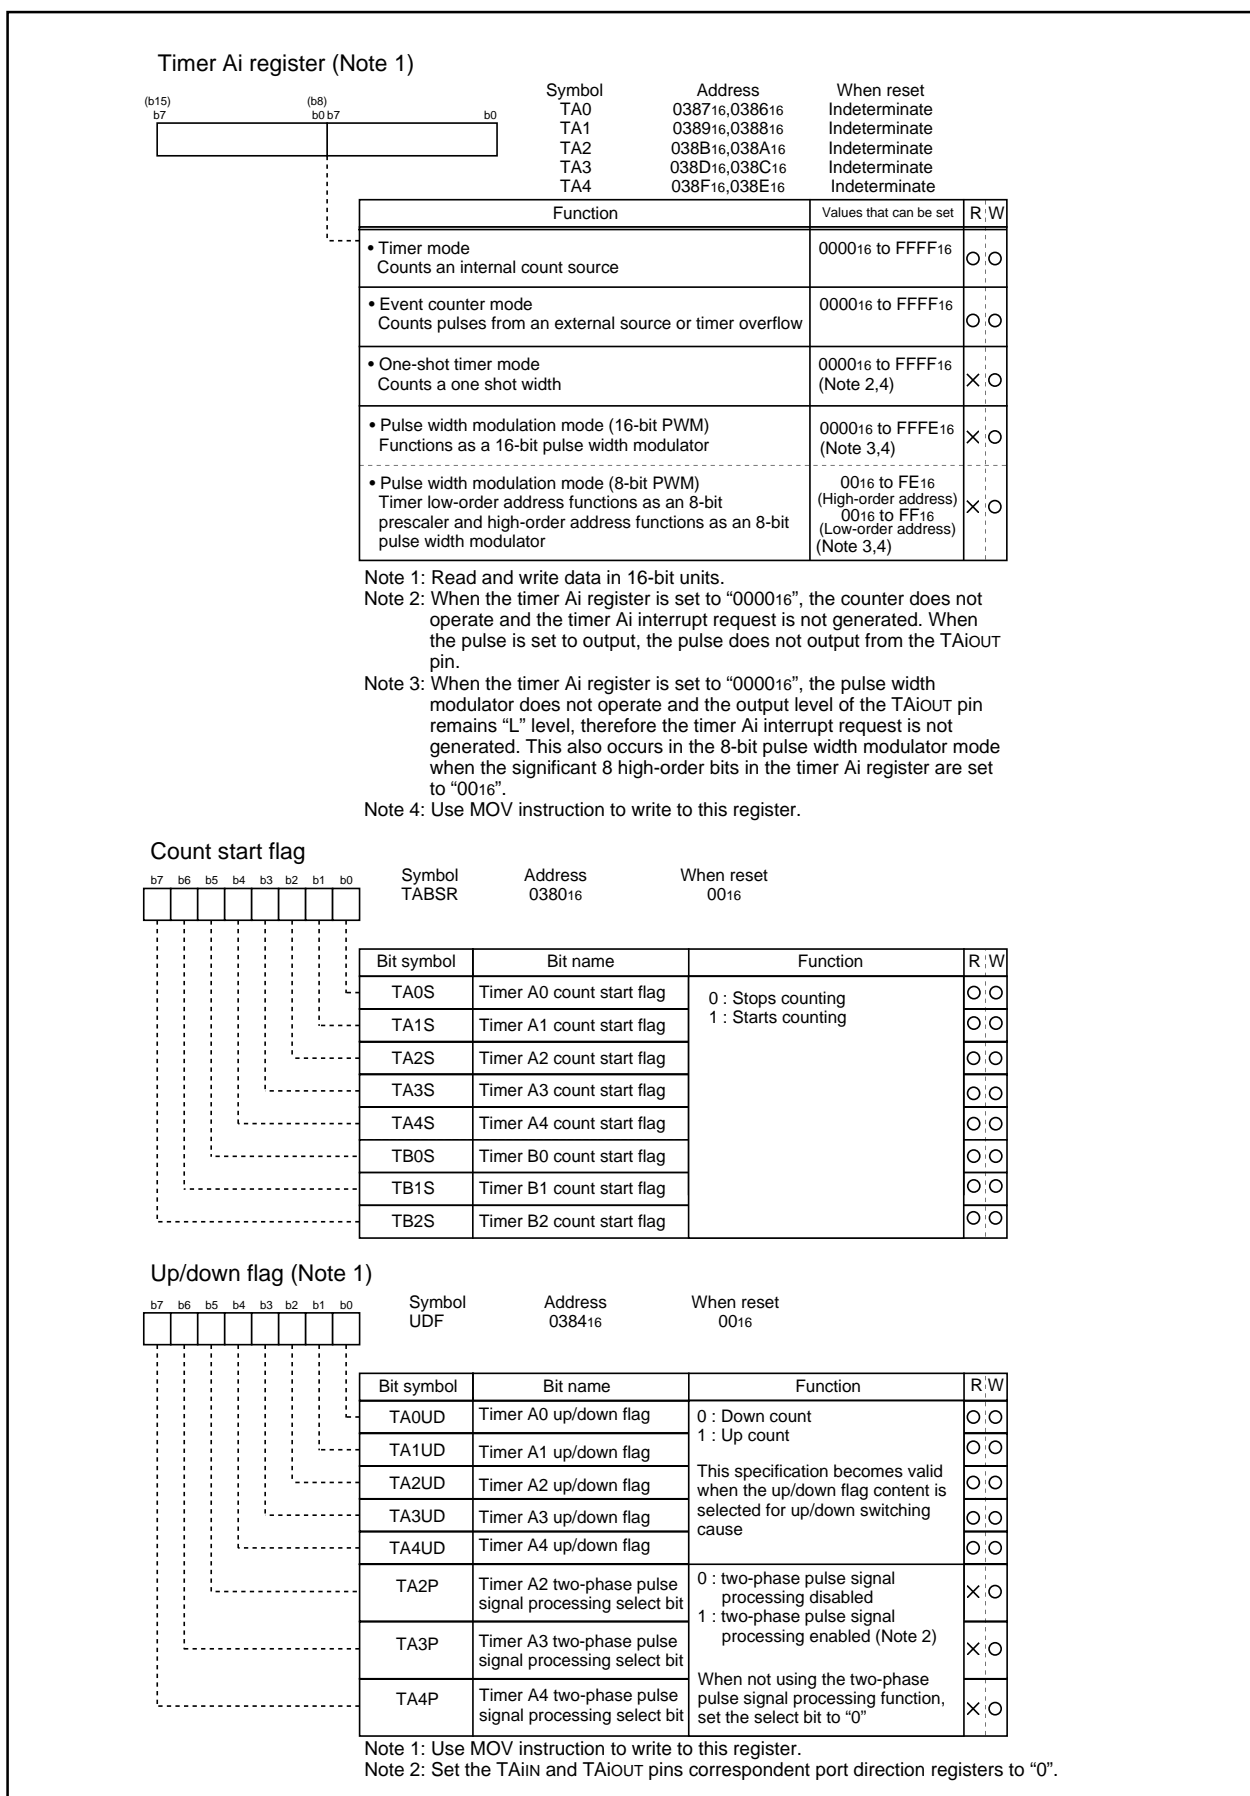 Timer Ai register (Note 1)
Symbol Address When reset
TA0 038716,038616 Indeterminate
TA1 038916,038816 Indeterminate
TA2 038B16,038A16 Indeterminate
TA3 038D16,038C16 Indeterminate
TA4 038F16,038E16 Indeterminate
(b15) (b8)
b7 b0 b7 b0
Function Values that can be set R W
• Timer mode 000016 to FFFF16
Counts an internal count source
• Event counter mode 000016 to FFFF16
Counts pulses from an external source or timer overflow
• One-shot timer mode 000016 to FFFF16
Counts a one shot width (Note 2,4)
• Pulse width modulation mode (16-bit PWM) 000016 to FFFE16
Functions as a 16-bit pulse width modulator (Note 3,4)
• Pulse width modulation mode (8-bit PWM) 0016 to FE16
Timer low-order address functions as an 8-bit (High-order address)
prescaler and high-order address functions as an 8-bit 0016 to FF16
pulse width modulator (Low-order address)
(Note 3,4)
Note 1: Read and write data in 16-bit units.
Note 2: When the timer Ai register is set to “000016”, the counter does not
operate and the timer Ai interrupt request is not generated. When
the pulse is set to output, the pulse does not output from the TAiOUT
pin.
Note 3: When the timer Ai register is set to “000016”, the pulse width
modulator does not operate and the output level of the TAiOUT pin
remains “L” level, therefore the timer Ai interrupt request is not
generated. This also occurs in the 8-bit pulse width modulator mode
when the significant 8 high-order bits in the timer Ai register are set
to “0016”.
Note 4: Use MOV instruction to write to this register.
Count start flag
b7 b6 b5 b4 b3 b2 b1 b0
Symbol Address When reset
TABSR 038016 0016
Bit symbol Bit name Function R W
TA0S Timer A0 count start flag 0 : Stops counting
TA1S Timer A1 count start flag 1 : Starts counting
TA2S Timer A2 count start flag
TA3S Timer A3 count start flag
TA4S Timer A4 count start flag
TB0S Timer B0 count start flag
TB1S Timer B1 count start flag
TB2S Timer B2 count start flag
Up/down flag (Note 1)
b7 b6 b5 b4 b3 b2 b1 b0
Symbol Address When reset
UDF 038416 0016
Bit symbol Bit name Function R W
TA0UD Timer A0 up/down flag 0 : Down count
1 : Up count
TA1UD Timer A1 up/down flag
This specification becomes valid
TA2UD Timer A2 up/down flag when the up/down flag content is
TA3UD Timer A3 up/down flag selected for up/down switching
cause
TA4UD Timer A4 up/down flag
TA2P Timer A2 two-phase pulse 0 : two-phase pulse signal
signal processing select bit processing disabled
1 : two-phase pulse signal
TA3P Timer A3 two-phase pulse processing enabled (Note 2)
signal processing select bit
When not using the two-phase
TA4P Timer A4 two-phase pulse pulse signal processing function,
signal processing select bit set the select bit to “0”
Note 1: Use MOV instruction to write to this register.
Note 2: Set the TAiIN and TAiOUT pins correspondent port direction registers to “0”.